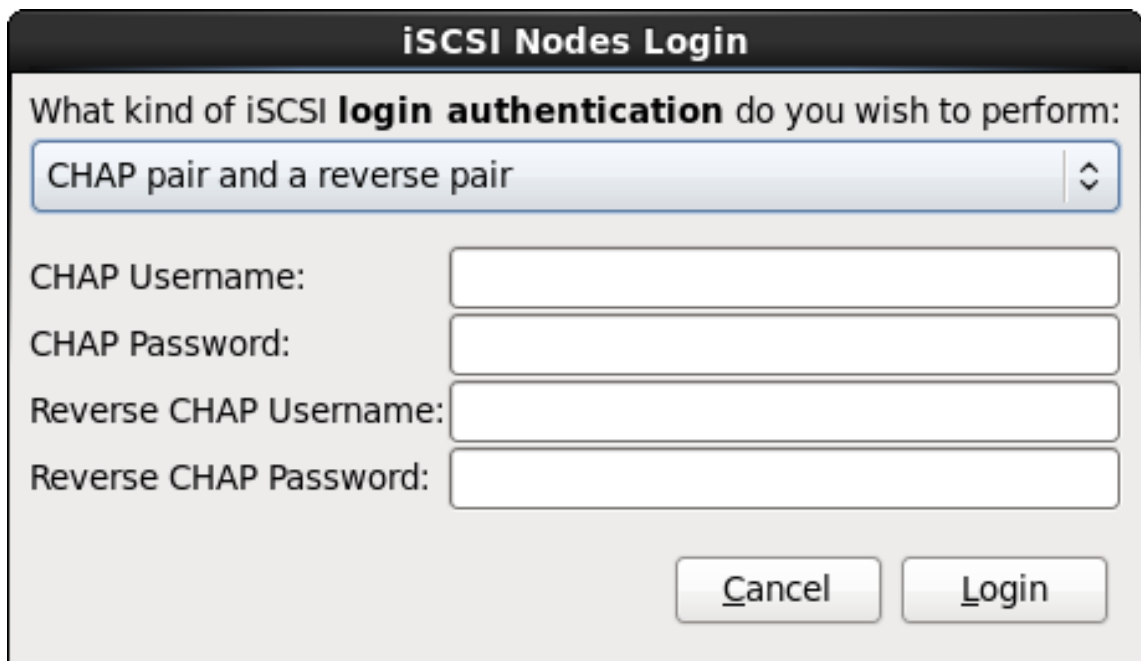 iSCSI Nodes Login
What kind of iSCSI login authentication do you wish to perform:
CHAP pair and a reverse pair
CHAP Username:
CHAP Password:
Reverse CHAP Username:
Reverse CHAP Password:
Cancel Login